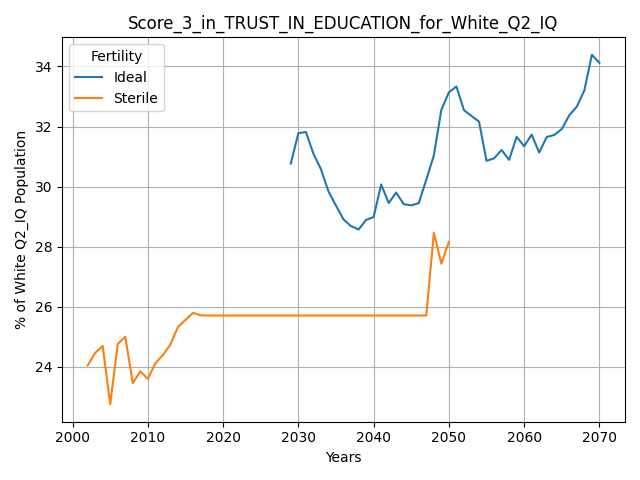 Score_3_in_TRUST_IN_EDUCATION_for_White_Q2_IQ
Fertility
Ideal
Sterile
% of White Q2_IQ Population
34
32
30
28
26
24
2000 2010 2020 2030 2040 2050 2060 2070
Years